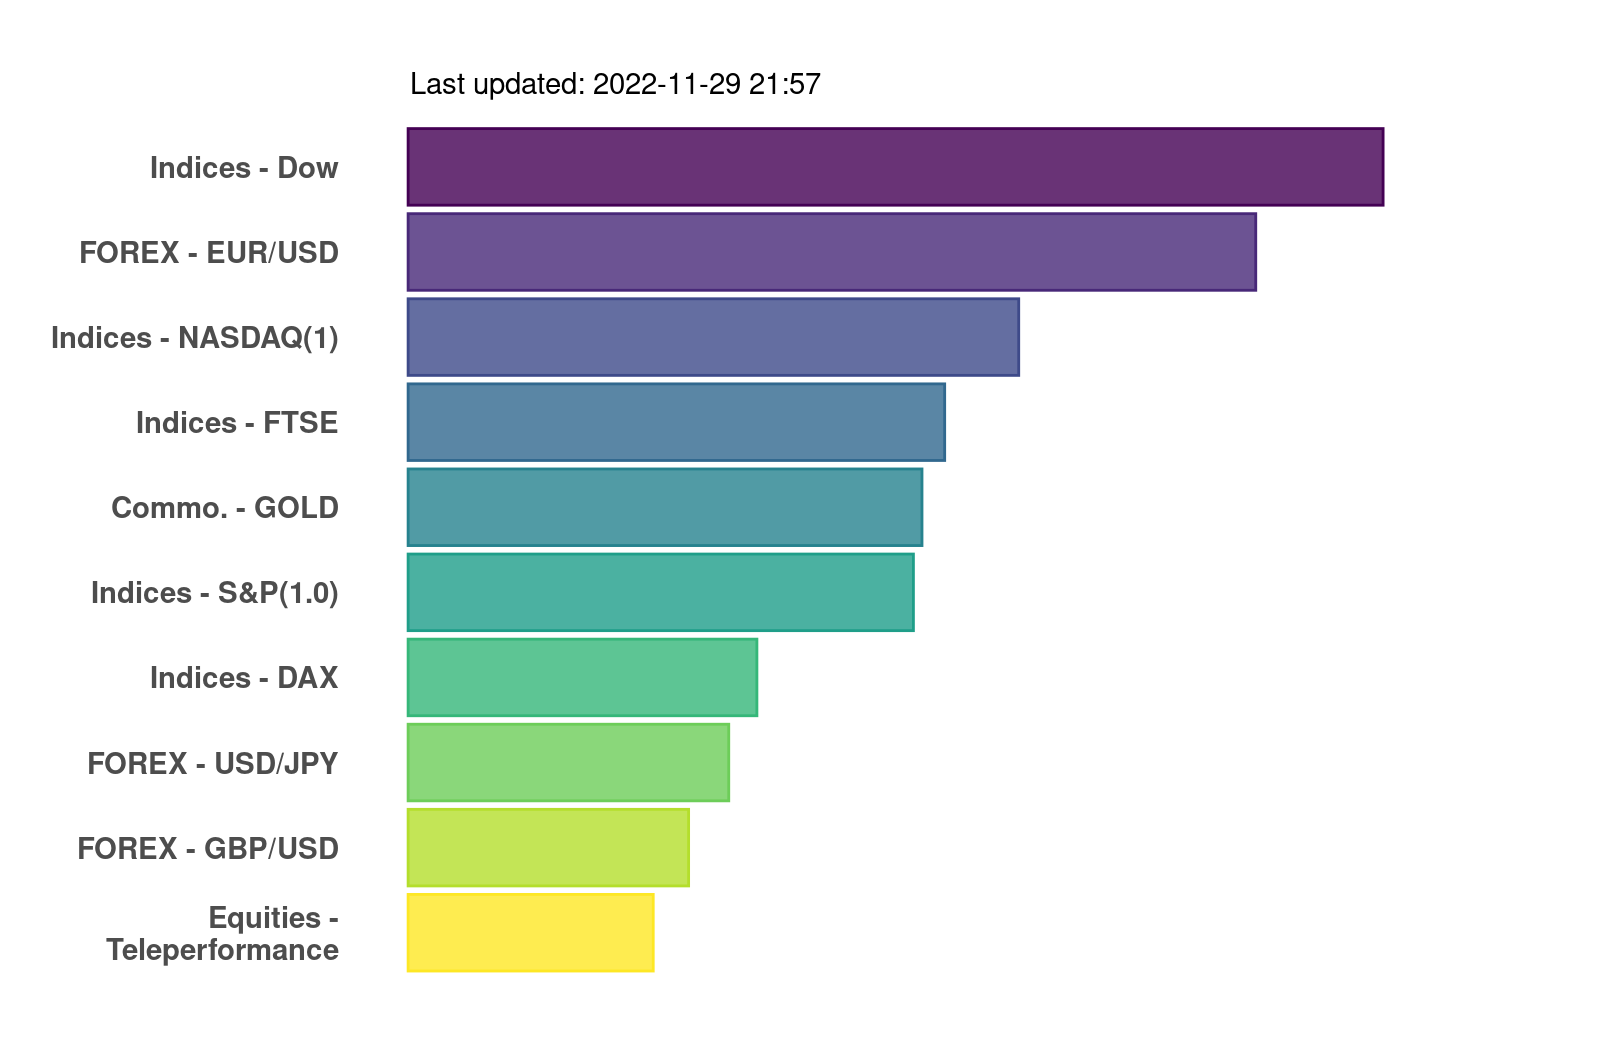 Last updated: 2022-11-29 21:57
Indices - Dow
FOREX - EUR/USD
Indices - NASDAQ(1)
Indices - FTSE
Commo. - GOLD
Indices - S&P(1.0)
Indices - DAX
FOREX - USD/JPY
FOREX - GBP/USD
Equities -
Teleperformance